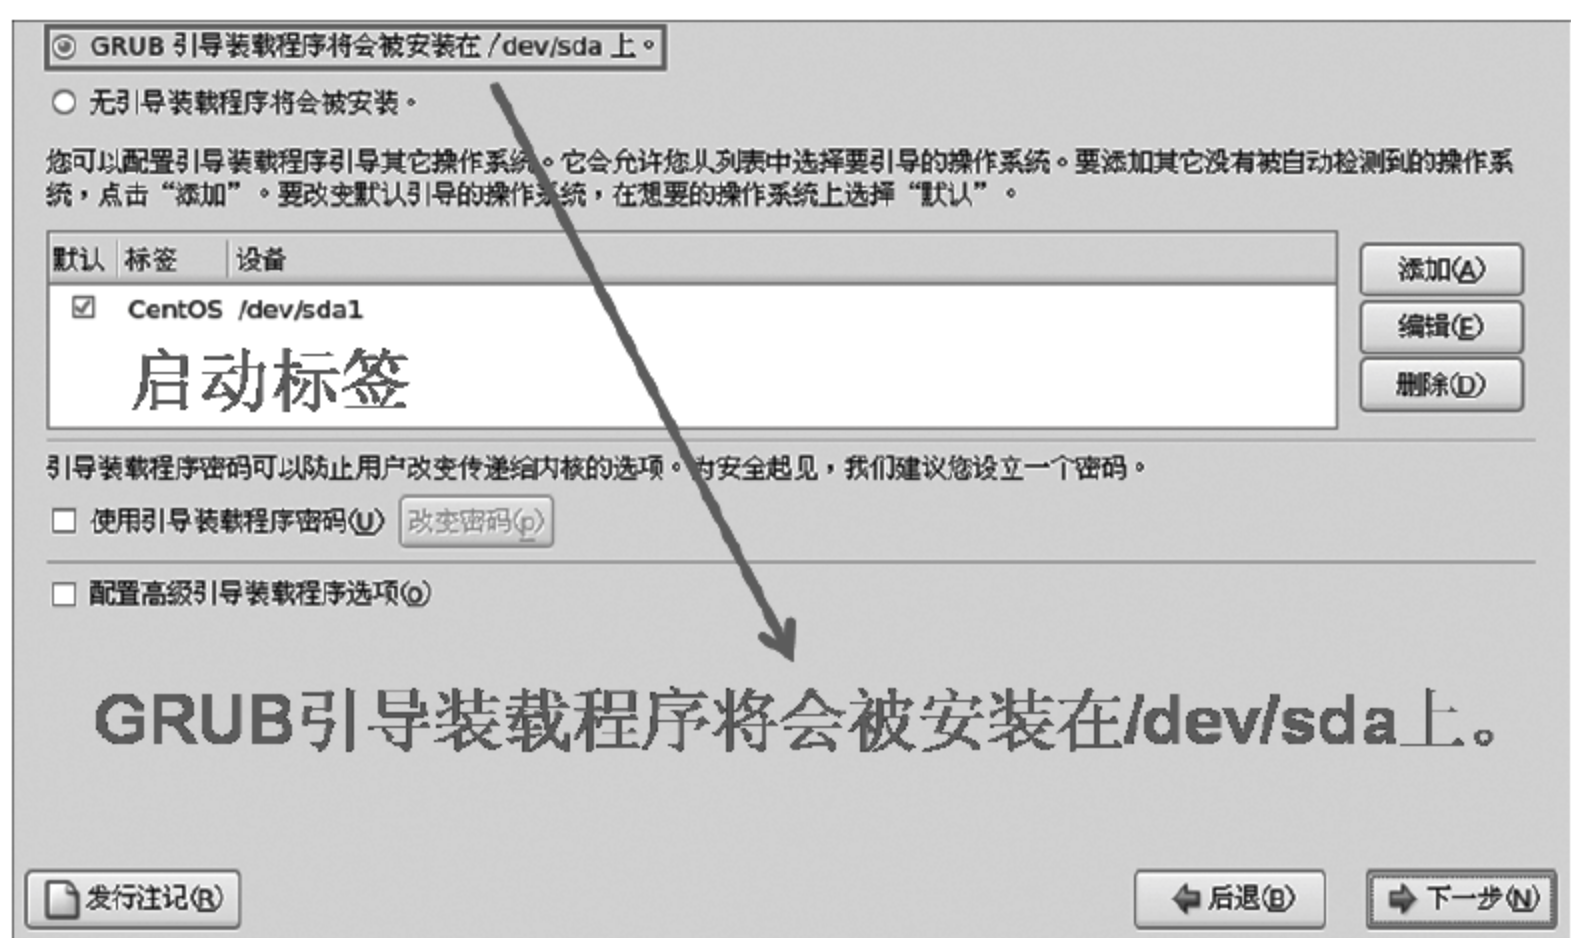 GRUB 引导装载程序将会被安装在 /dev/sda 上。
无引导装载程序将会被安装。
您可以配置引导装载程序引导其它操作系统。它会允许您从列表中选择要引导的操作系统。要添加其它没有被自动检测到的操作系
统，点击“添加”。要改变默认引导的操作系统，在想要的操作系统上选择“默认”。
默认 标签 设备
添加(A)
CentOS /dev/sda1
编辑(E)
启动标签
删除(D)
引导装载程序密码可以防止用户改变传递给内核的选项。为安全起见，我们建议您设立一个密码。
使用引导装载程序密码(U) 改变密码(p)
配置高级引导装载程序选项(o)
GRUB引导装载程序将会被安装在/dev/sda上。
发行注记(R) 后退(B) 下一步(N)